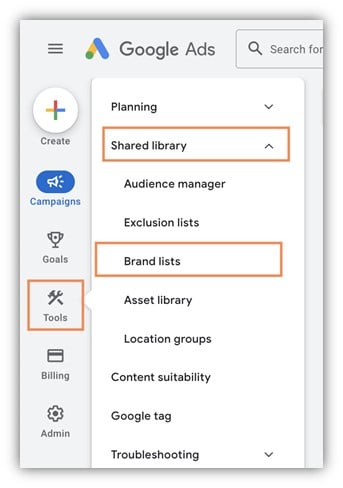 Google Ads
Search for
Create
Campaigns
Goals
Tools
Billing
Admin
Planning
Shared library
Audience manager
Exclusion lists
Brand lists
Asset library
Location groups
Content suitability
Google tag
Troubleshooting